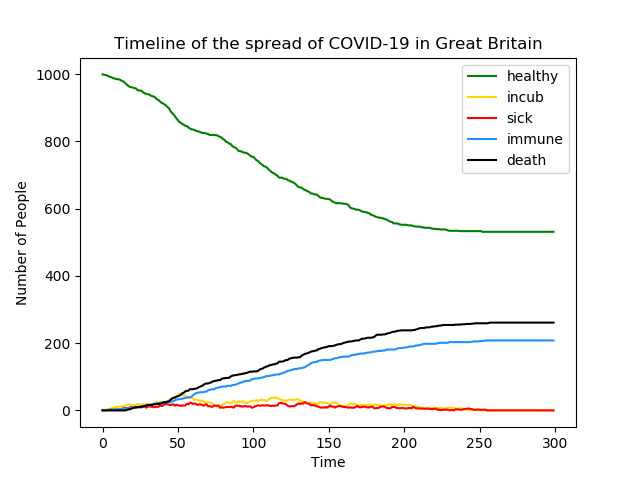 Timeline of the spread of COVID-19 in Great Britain
Number of People
1000
800
600
400
200
0
healthy
incub
sick
immune
death
0 50 100 150 200 250 300
Time